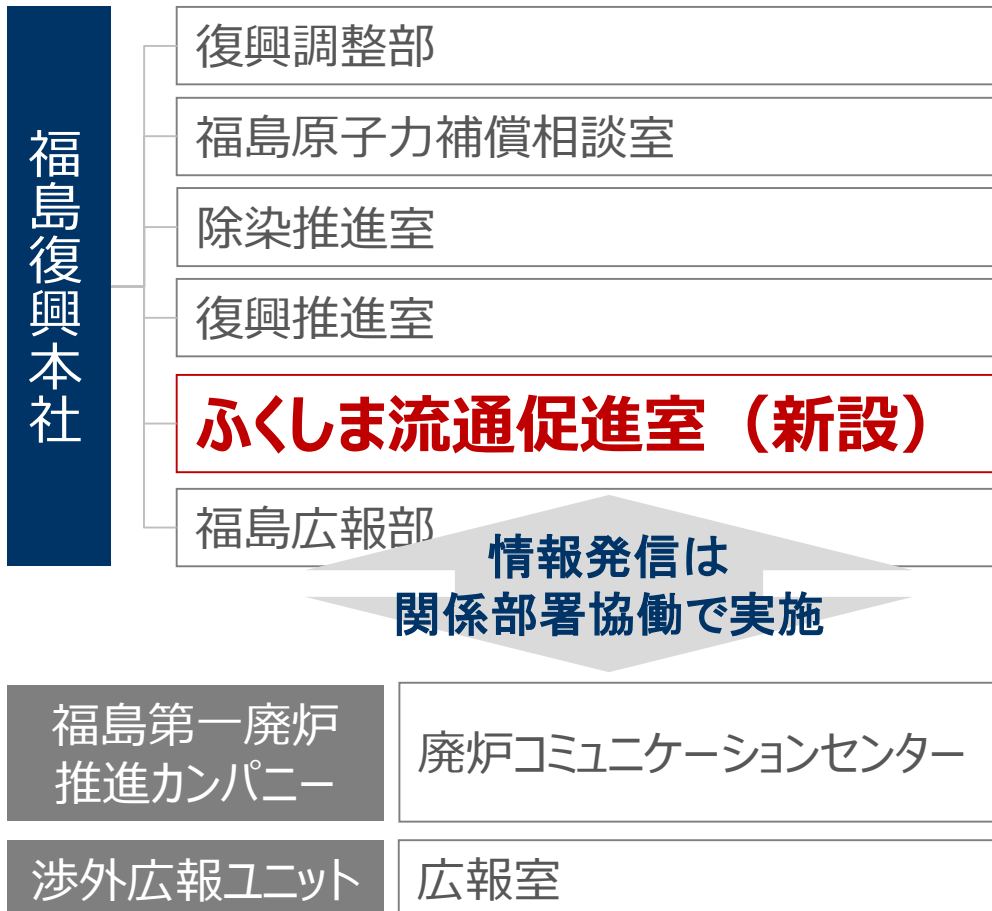 福島復興本社
復興調整部
福島原子力補償相談室
除染推進室
復興推進室
ふくしま流通促進室（新設）
福島広報部
情報発信は
関係部署協働で実施
福島第一廃炉
推進カンパニー
廃炉コミュニケーションセンター
渉外広報ユニット
広報室